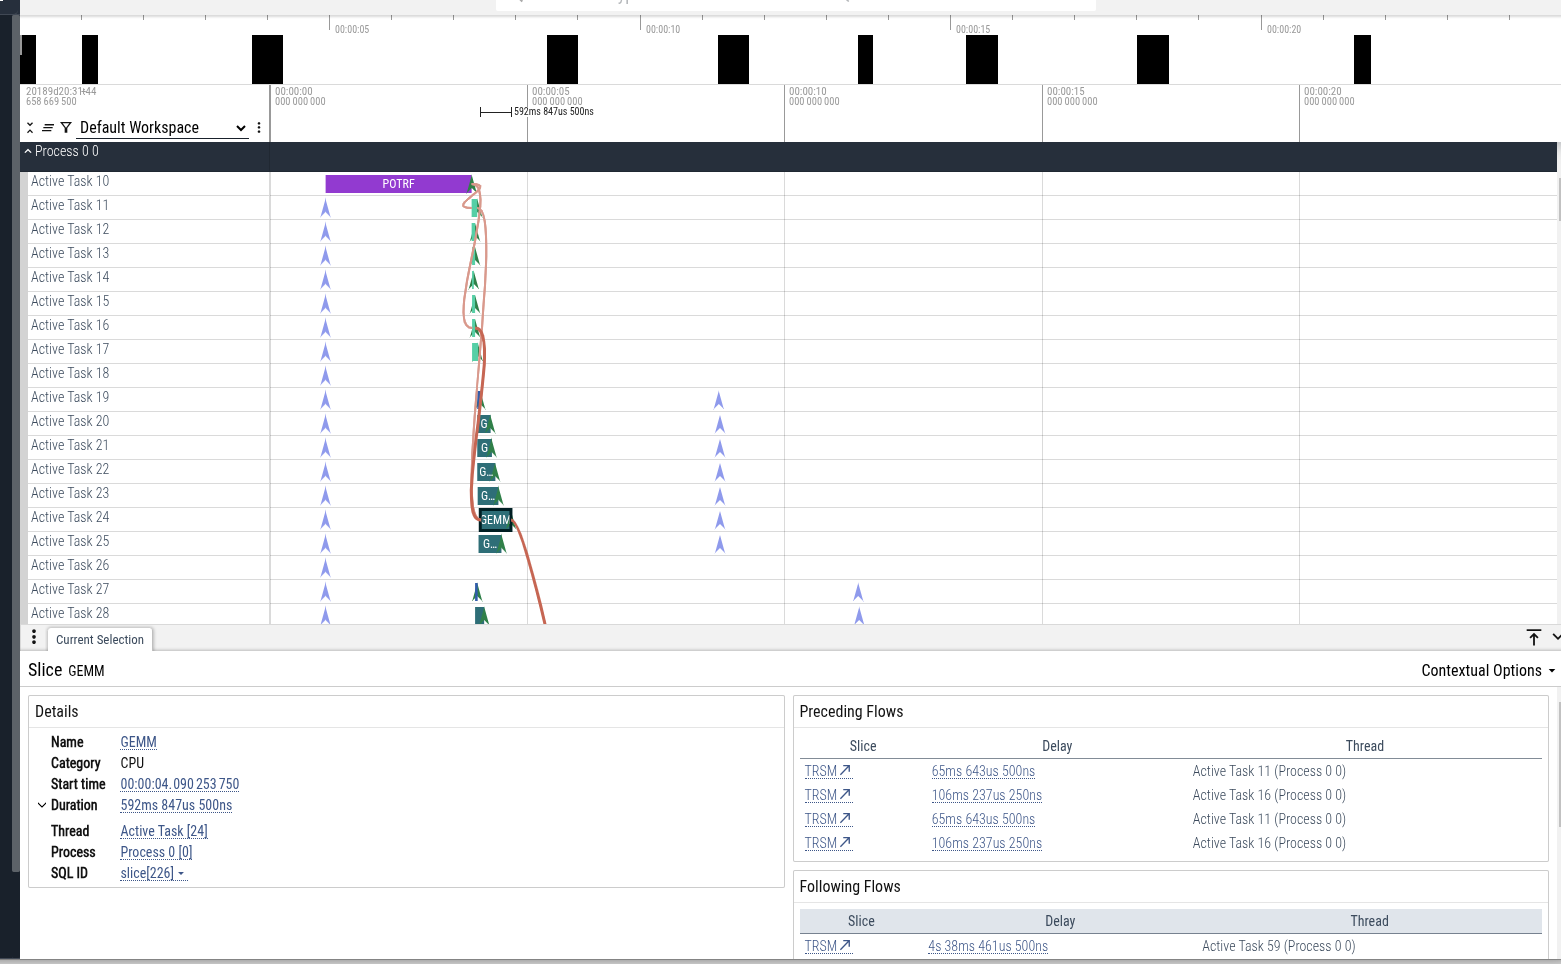 00:00:05 00:00:10 00:00:15 00:00:20
20189d20:31:44 00:00:00 00:00:05 00:00:10 00:00:15 00:00:20
658 669 500 000 000 000 000 000 000 000 000 000 000 000 000 000 000 000
592ms 847us 500ns
Default Workspace
Process 0 0
Active Task 10 POTRF
Active Task 11
Active Task 12
Active Task 13
Active Task 14
Active Task 15
Active Task 16
Active Task 17
Active Task 18
Active Task 19
Active Task 20 G
Active Task 21 G
Active Task 22 G...
Active Task 23 G...
Active Task 24 GEMM
Active Task 25 G...
Active Task 26
Active Task 27
Active Task 28
Current Selection
Slice GEMM Contextual Options
Details
Name GEMM
Category CPU
Start time 00:00:04.090 253 750
Duration 592ms 847us 500ns
Thread Active Task [24]
Process Process 0 [0]
SQL ID slice[226]
Preceding Flows
Slice Delay Thread
TRSM 65ms 643us 500ns Active Task 11 (Process 0 0)
TRSM 106ms 237us 250ns Active Task 16 (Process 0 0)
TRSM 65ms 643us 500ns Active Task 11 (Process 0 0)
TRSM 106ms 237us 250ns Active Task 16 (Process 0 0)
Following Flows
Slice Delay Thread
TRSM 4s 38ms 461us 500ns Active Task 59 (Process 0 0)